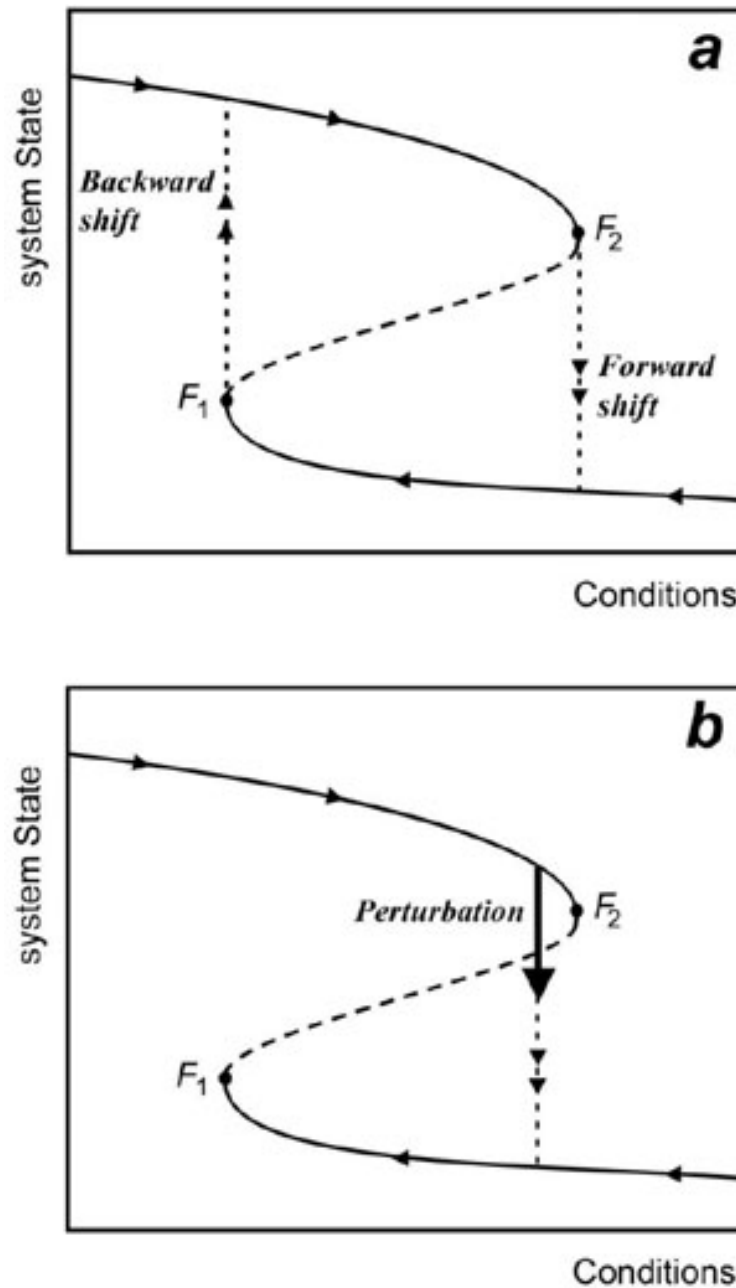 a
system State
Backward
shift
F₂
F₁
Forward
shift
Conditions
b
system State
Perturbation
F₂
F₁
Conditions